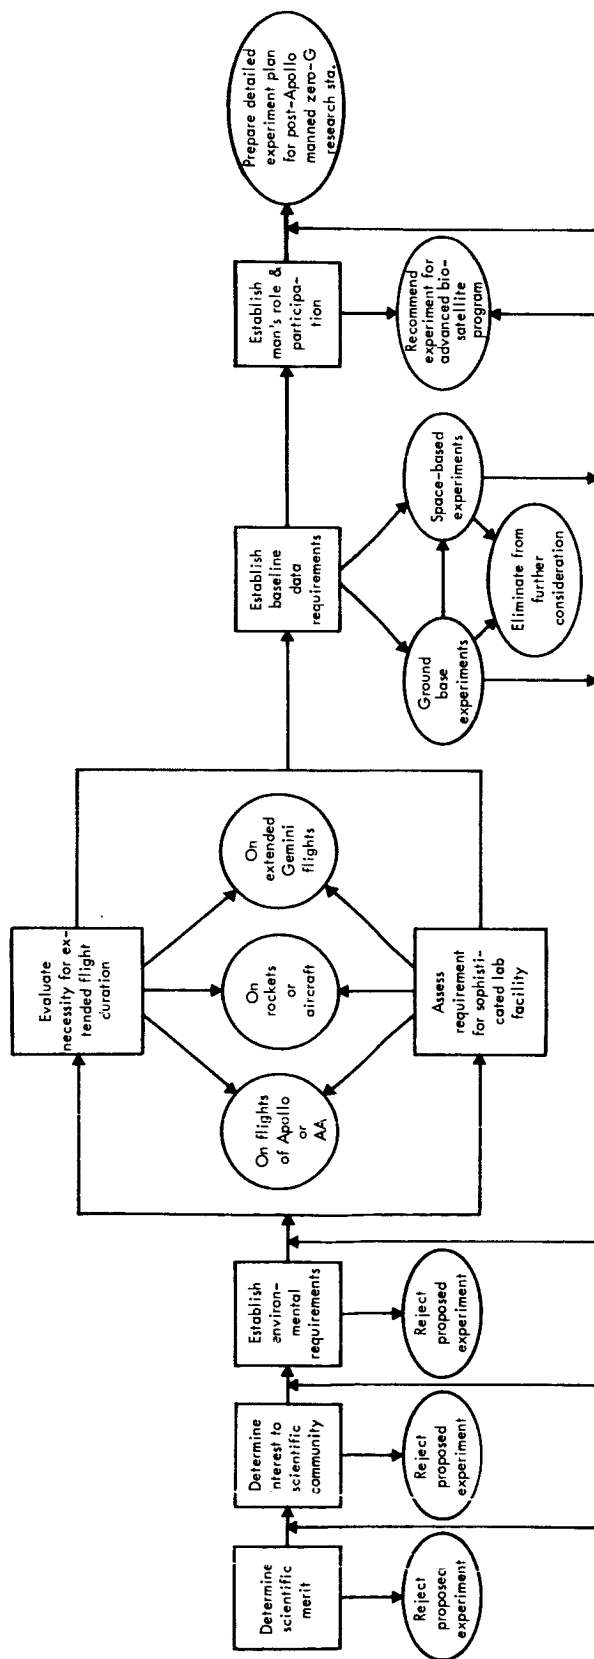 Determine
scientific
merit
Reject
proposed
experiment
Determine
interest to
scientific
community
Reject
proposed
experiment
Establish
environ-
mental
requirements
Reject
proposed
experiment
Evaluate
necessity for ex-
tended flight
duration
On flights
of Apollo
or
AA
On
rockets
or
aircraft
On
extended
Gemini
flights
Assess
requirement
for sophisti-
cated lab
facility
Establish
baseline
data
requirements
Ground
base
experiments
Space-based
experiments
Eliminate from
further
consideration
Establish
man's role &
participa-
tion
Recommend
experiment for
advanced bio-
satellite
program
Prepare detailed
experiment plan
for post-Apollo
manned zero-G
research sta.